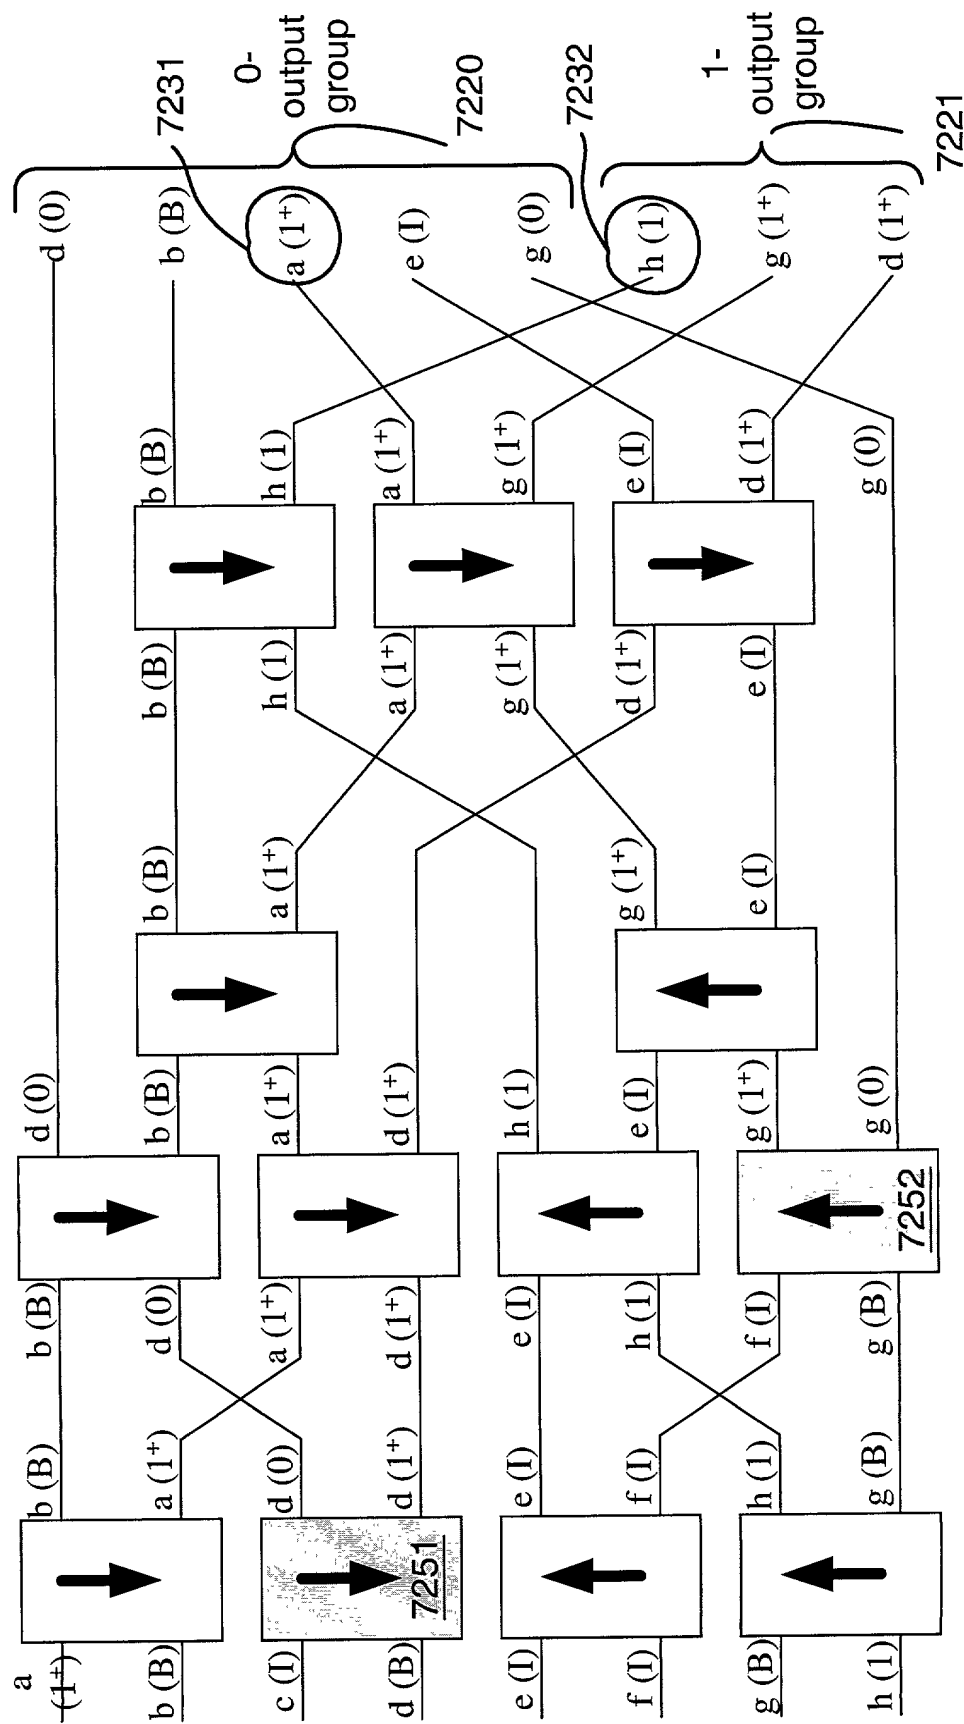 a
(1⁺) b (B) b (B) d (0) d (0)
b (B) a (1⁺) d (0) b (B) b (B) b (B) b (B) b (B) 7231
0-
output
group
c (I) d (0) a (1⁺) a (1⁺) a (1⁺) h (1) h (1) a (1⁺)
d (B) d (1⁺) d (1⁺) d (1⁺) a (1⁺) a (1⁺) e (I)
7251
7220
e (I) e (I) e (I) h (1) g (1⁺) g (1⁺) g (0)
7232
f (I) f (I) h (1) e (I) g (1⁺) d (1⁺) e (I) h (1)
1-
output
group
g (B) h (1) f (I) g (1⁺) e (I) e (I) d (1⁺) g (1⁺)
h (1) g (B) g (B) g (0) g (0) d (1⁺)
7252
7221